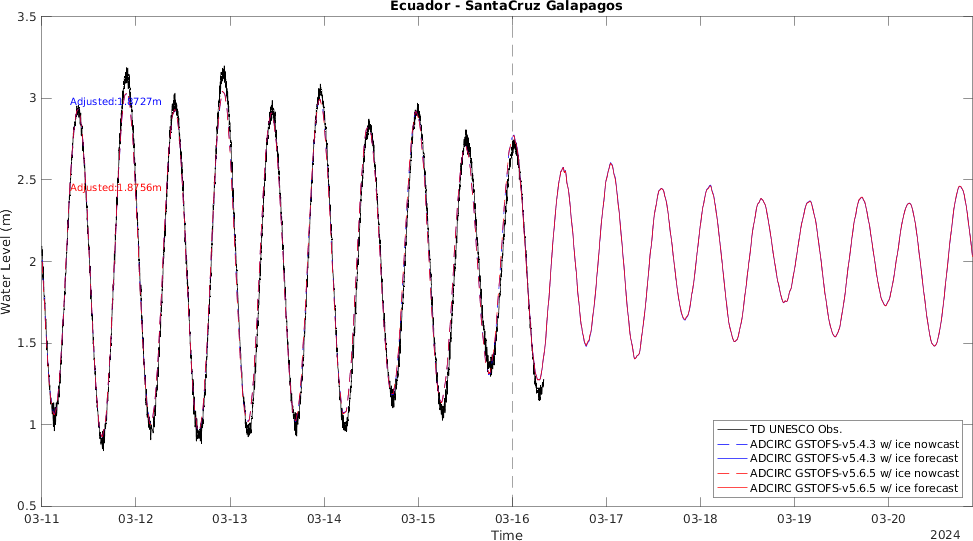 Ecuador - SantaCruz Galapagos
3.5
3
2.5
2
1.5
1
0.5
Water Level (m)
Adjusted:1.8727m
Adjusted:1.8756m
TD UNESCO Obs.
ADCIRC GSTOFS-v5.4.3 w/ ice nowcast
ADCIRC GSTOFS-v5.4.3 w/ ice forecast
ADCIRC GSTOFS-v5.6.5 w/ ice nowcast
ADCIRC GSTOFS-v5.6.5 w/ ice forecast
03-11 03-12 03-13 03-14 03-15 03-16 03-17 03-18 03-19 03-20
Time
2024